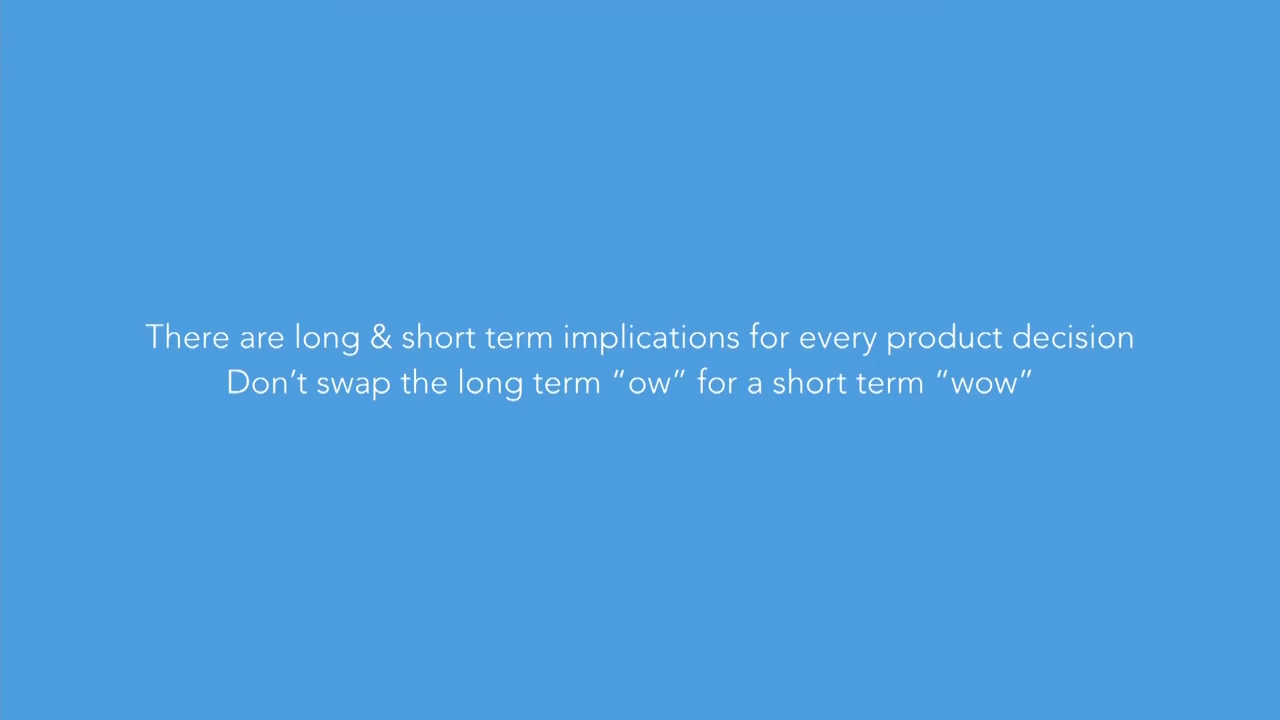 There are long & short term implications for every product decision
Don’t swap the long term “ow” for a short term “wow”